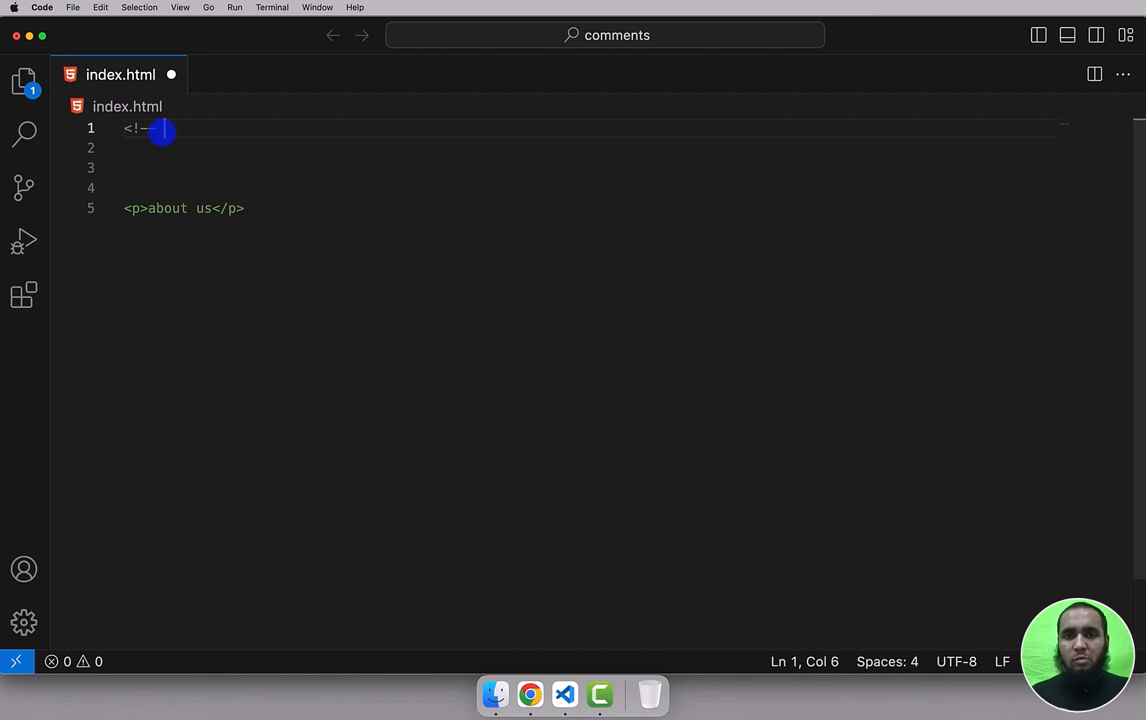 Code File Edit Selection View Go Run Terminal Window Help
comments
index.html
1
index.html
1 <!--
2
3
4
5 <p>about us</p>
0 0 Ln 1, Col 6 Spaces: 4 UTF-8 LF